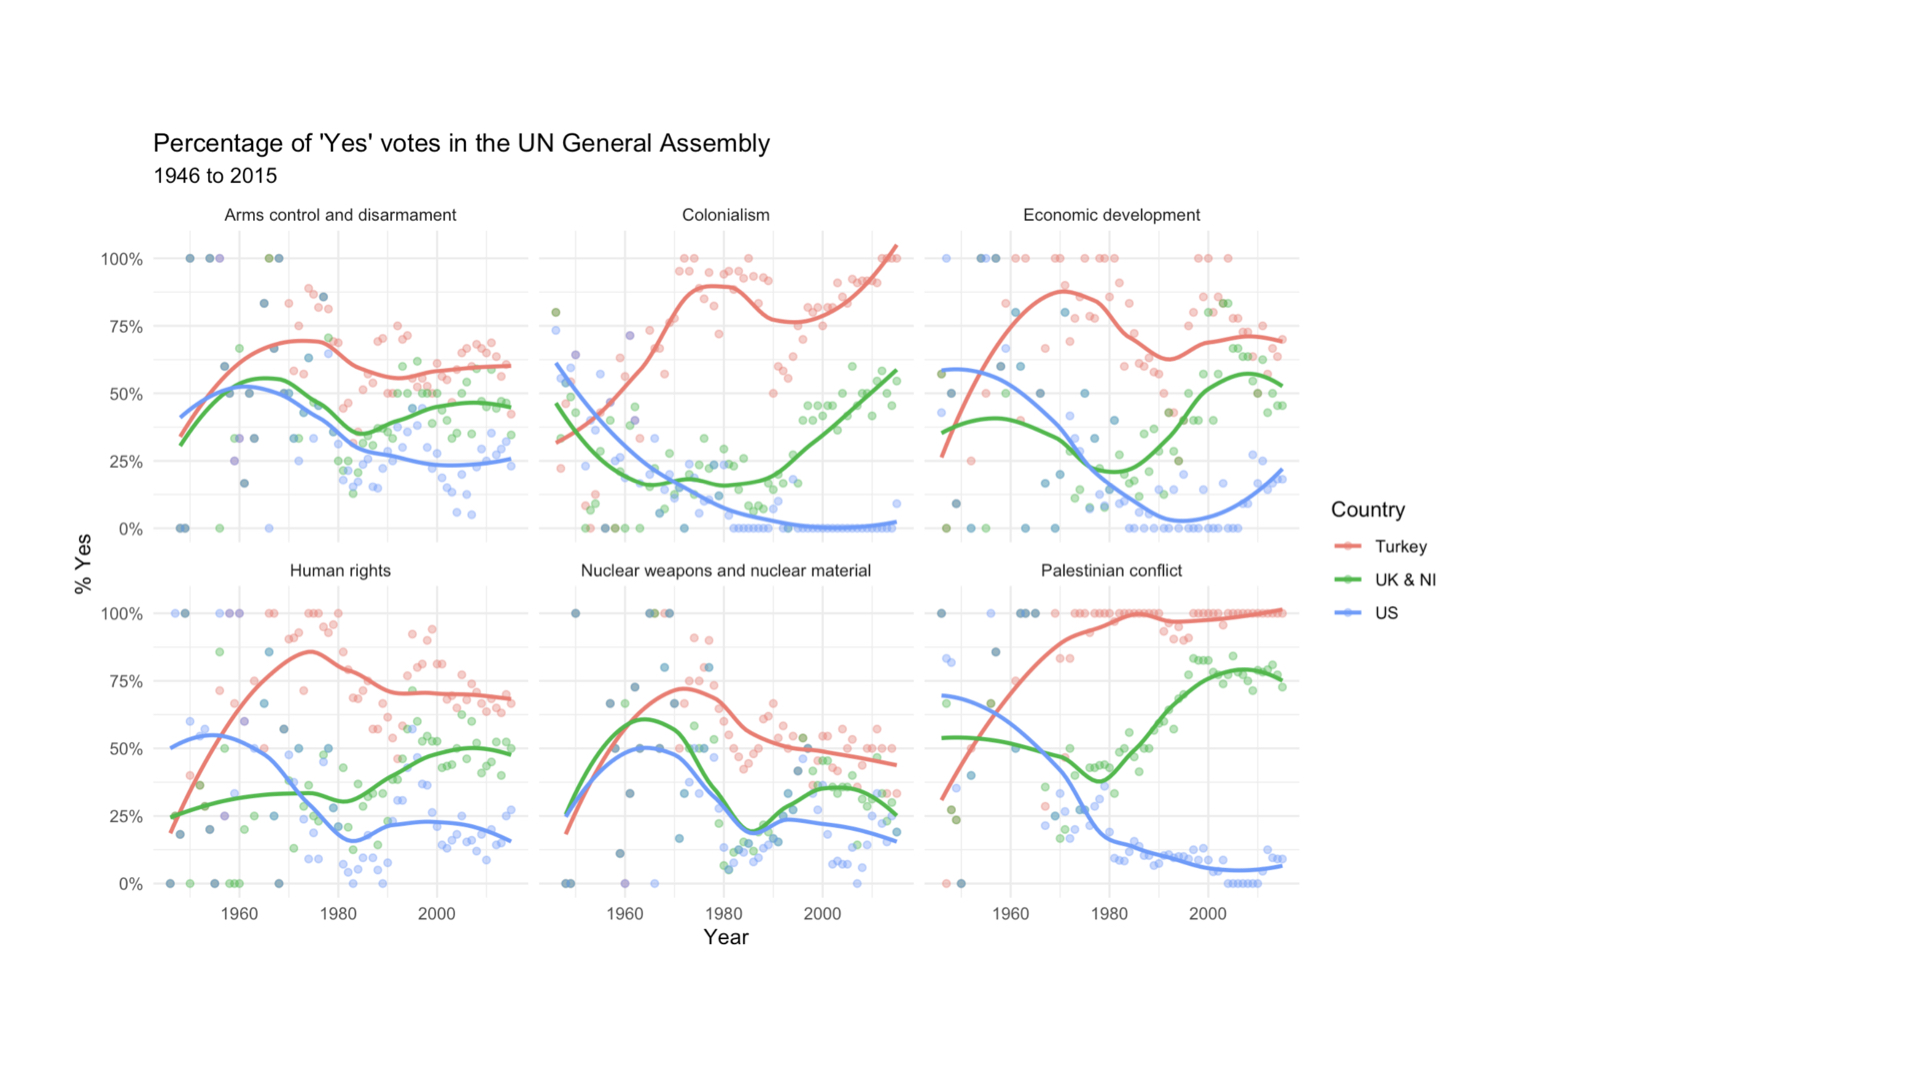 Percentage of 'Yes' votes in the UN General Assembly
1946 to 2015
Arms control and disarmament
Colonialism
Economic development
100%
75%
50%
25%
0%
% Yes
Human rights
Nuclear weapons and nuclear material
Palestinian conflict
100%
75%
50%
25%
0%
1960 1980 2000
1960 1980 2000
1960 1980 2000
Year
Country
Turkey
UK & NI
US